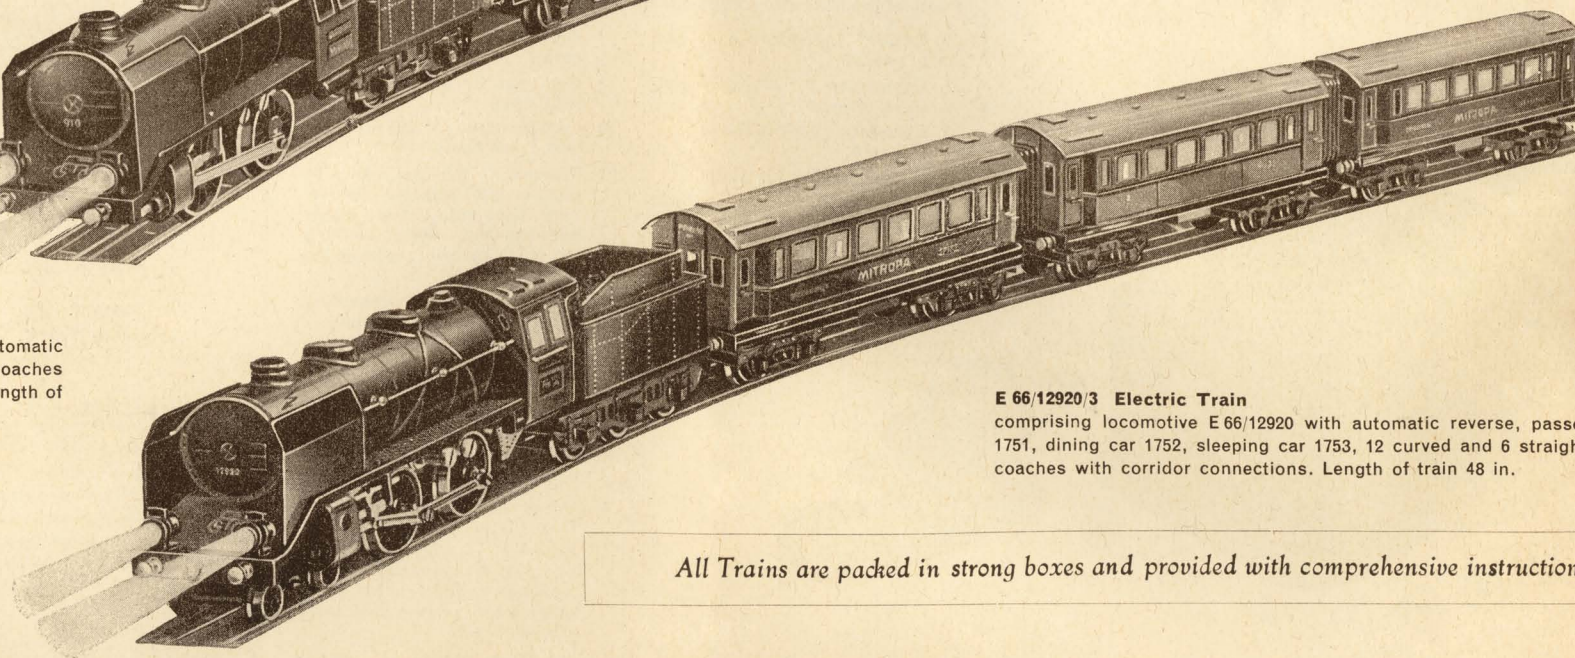 910
tomatic
oaches
ngth of
MITROPA
MITROPA
12920
E 66/12920/3 Electric Train
comprising locomotive E 66/12920 with automatic reverse, passe
1751, dining car 1752, sleeping car 1753, 12 curved and 6 straigh
coaches with corridor connections. Length of train 48 in.
All Trains are packed in strong boxes and provided with comprehensive instruction